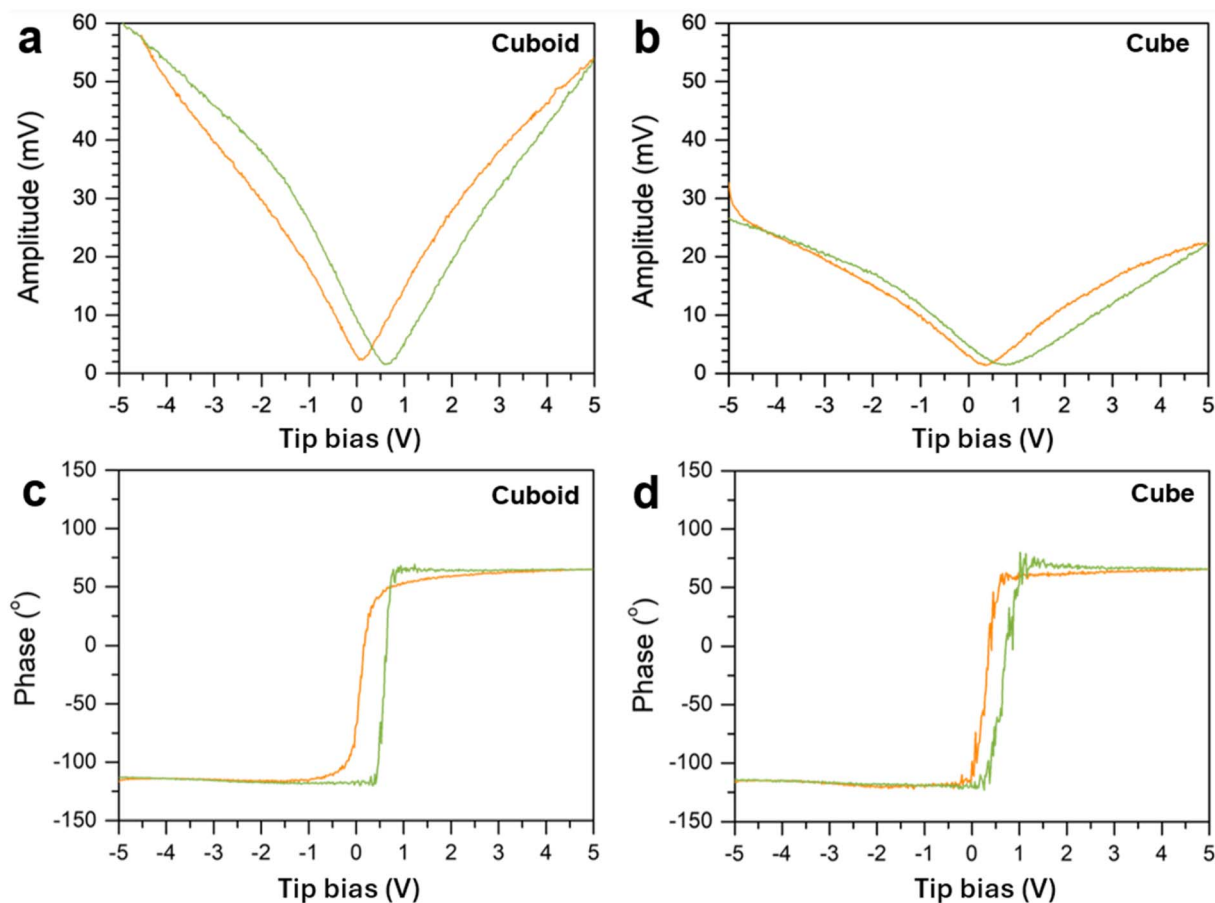 a
Cuboid
60
50
40
30
20
10
0
Amplitude (mV)
-5 -4 -3 -2 -1 0 1 2 3 4 5
Tip bias (V)
b
Cube
60
50
40
30
20
10
0
Amplitude (mV)
-5 -4 -3 -2 -1 0 1 2 3 4 5
Tip bias (V)
c
Cuboid
150
100
50
0
-50
-100
-150
Phase (°)
-5 -4 -3 -2 -1 0 1 2 3 4 5
Tip bias (V)
d
Cube
150
100
50
0
-50
-100
-150
Phase (°)
-5 -4 -3 -2 -1 0 1 2 3 4 5
Tip bias (V)